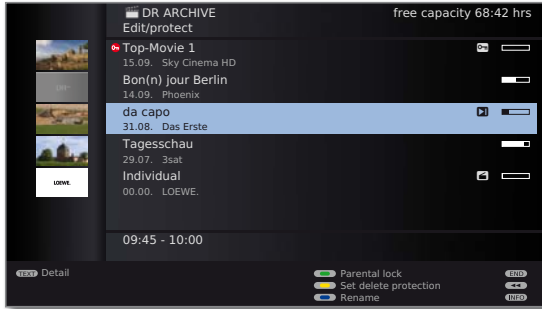 DR ARCHIVE
free capacity 68:42 hrs
Edit/protect
Top-Movie 1
15.09. Sky Cinema HD
Bon(n) jour Berlin
14.09. Phoenix
da capo
31.08. Das Erste
Tagesschau
29.07. 3sat
Individual
00.00. LOEWE.
LOEWE.
09:45 - 10:00
TEXT Detail
Parental lock
END
Set delete protection
Rename
INFO